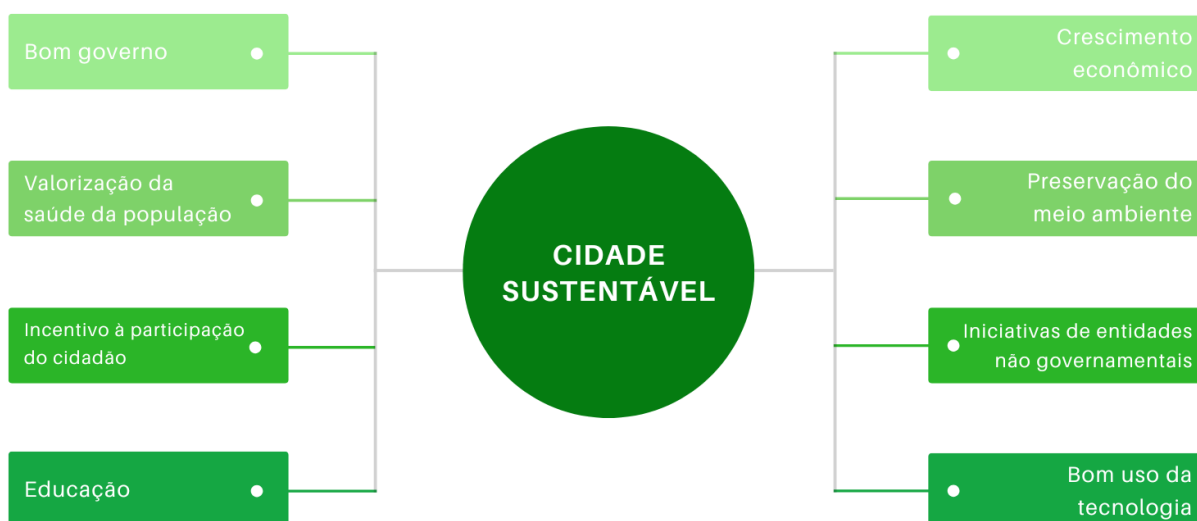 Bom governo
Valorização da
saúde da população
Incentivo à participação
do cidadão
Educação
CIDADE
SUSTENTÁVEL
Crescimento
econômico
Preservação do
meio ambiente
Iniciativas de entidades
não governamentais
Bom uso da
tecnologia